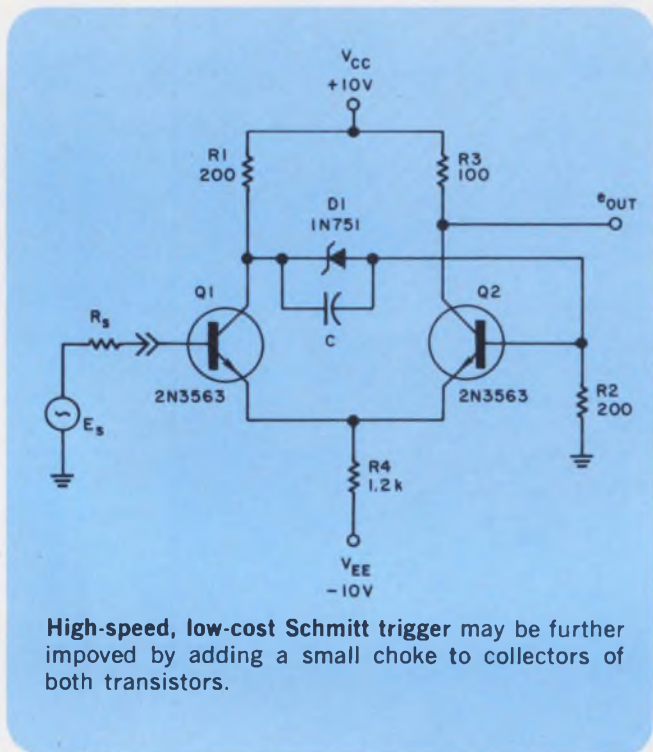 VCC
+10V
R1
200
R3
100
D1
1N751
eOUT
Q1
Q2
Rs
C
2N3563
2N3563
R2
200
Es
R4
1.2k
VEE
-10V
High-speed, low-cost Schmitt trigger may be further
impoved by adding a small choke to collectors of
both transistors.